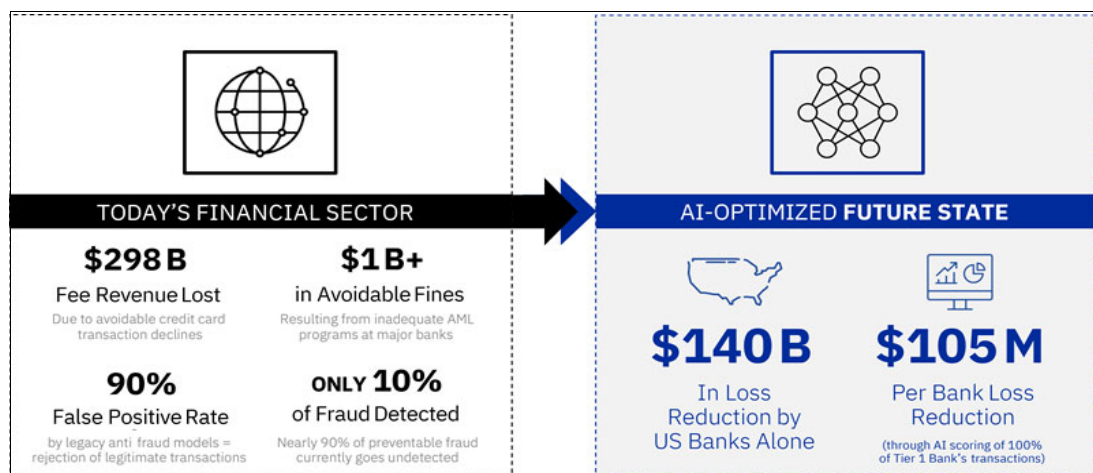 TODAY'S FINANCIAL SECTOR
$298 B
Fee Revenue Lost
Due to avoidable credit card
transaction declines
$1 B+
in Avoidable Fines
Resulting from inadequate AML
programs at major banks
90%
False Positive Rate
by legacy anti fraud models =
rejection of legitimate transactions
ONLY 10%
of Fraud Detected
Nearly 90% of preventable fraud
currently goes undetected
AI-OPTIMIZED FUTURE STATE
$140 B
In Loss
Reduction by
US Banks Alone
$105 M
Per Bank Loss
Reduction
(through AI scoring of 100%
of Tier 1 Bank's transactions)